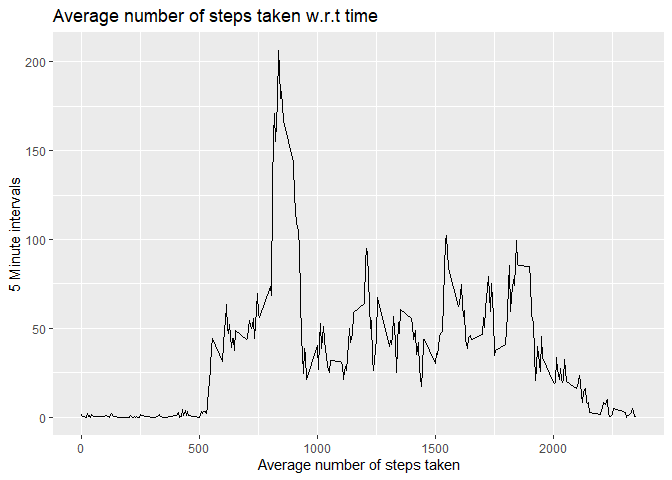 Average number of steps taken w.r.t time
5 Minute intervals
200
150
100
50
0
0 500 1000 1500 2000
Average number of steps taken